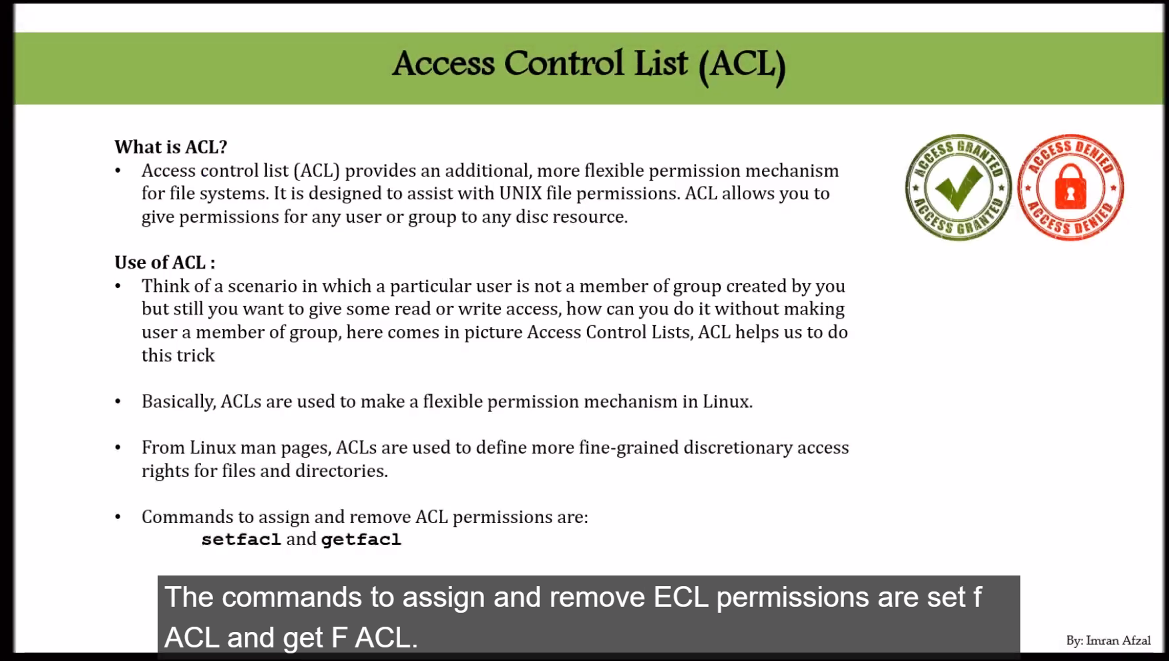 Access Control List (ACL)
What is ACL?
• Access control list (ACL) provides an additional, more flexible permission mechanism
for file systems. It is designed to assist with UNIX file permissions. ACL allows you to
give permissions for any user or group to any disc resource.
Use of ACL :
• Think of a scenario in which a particular user is not a member of group created by you
but still you want to give some read or write access, how can you do it without making
user a member of group, here comes in picture Access Control Lists, ACL helps us to do
this trick
• Basically, ACLs are used to make a flexible permission mechanism in Linux.
• From Linux man pages, ACLs are used to define more fine-grained discretionary access
rights for files and directories.
• Commands to assign and remove ACL permissions are:
setfacl and getfacl
ACCESS GRANTED
ACCESS GRANTED
ACCESS DENIED
ACCESS DENIED
The commands to assign and remove ECL permissions are set f
ACL and get F ACL.
By: Imran Afzal